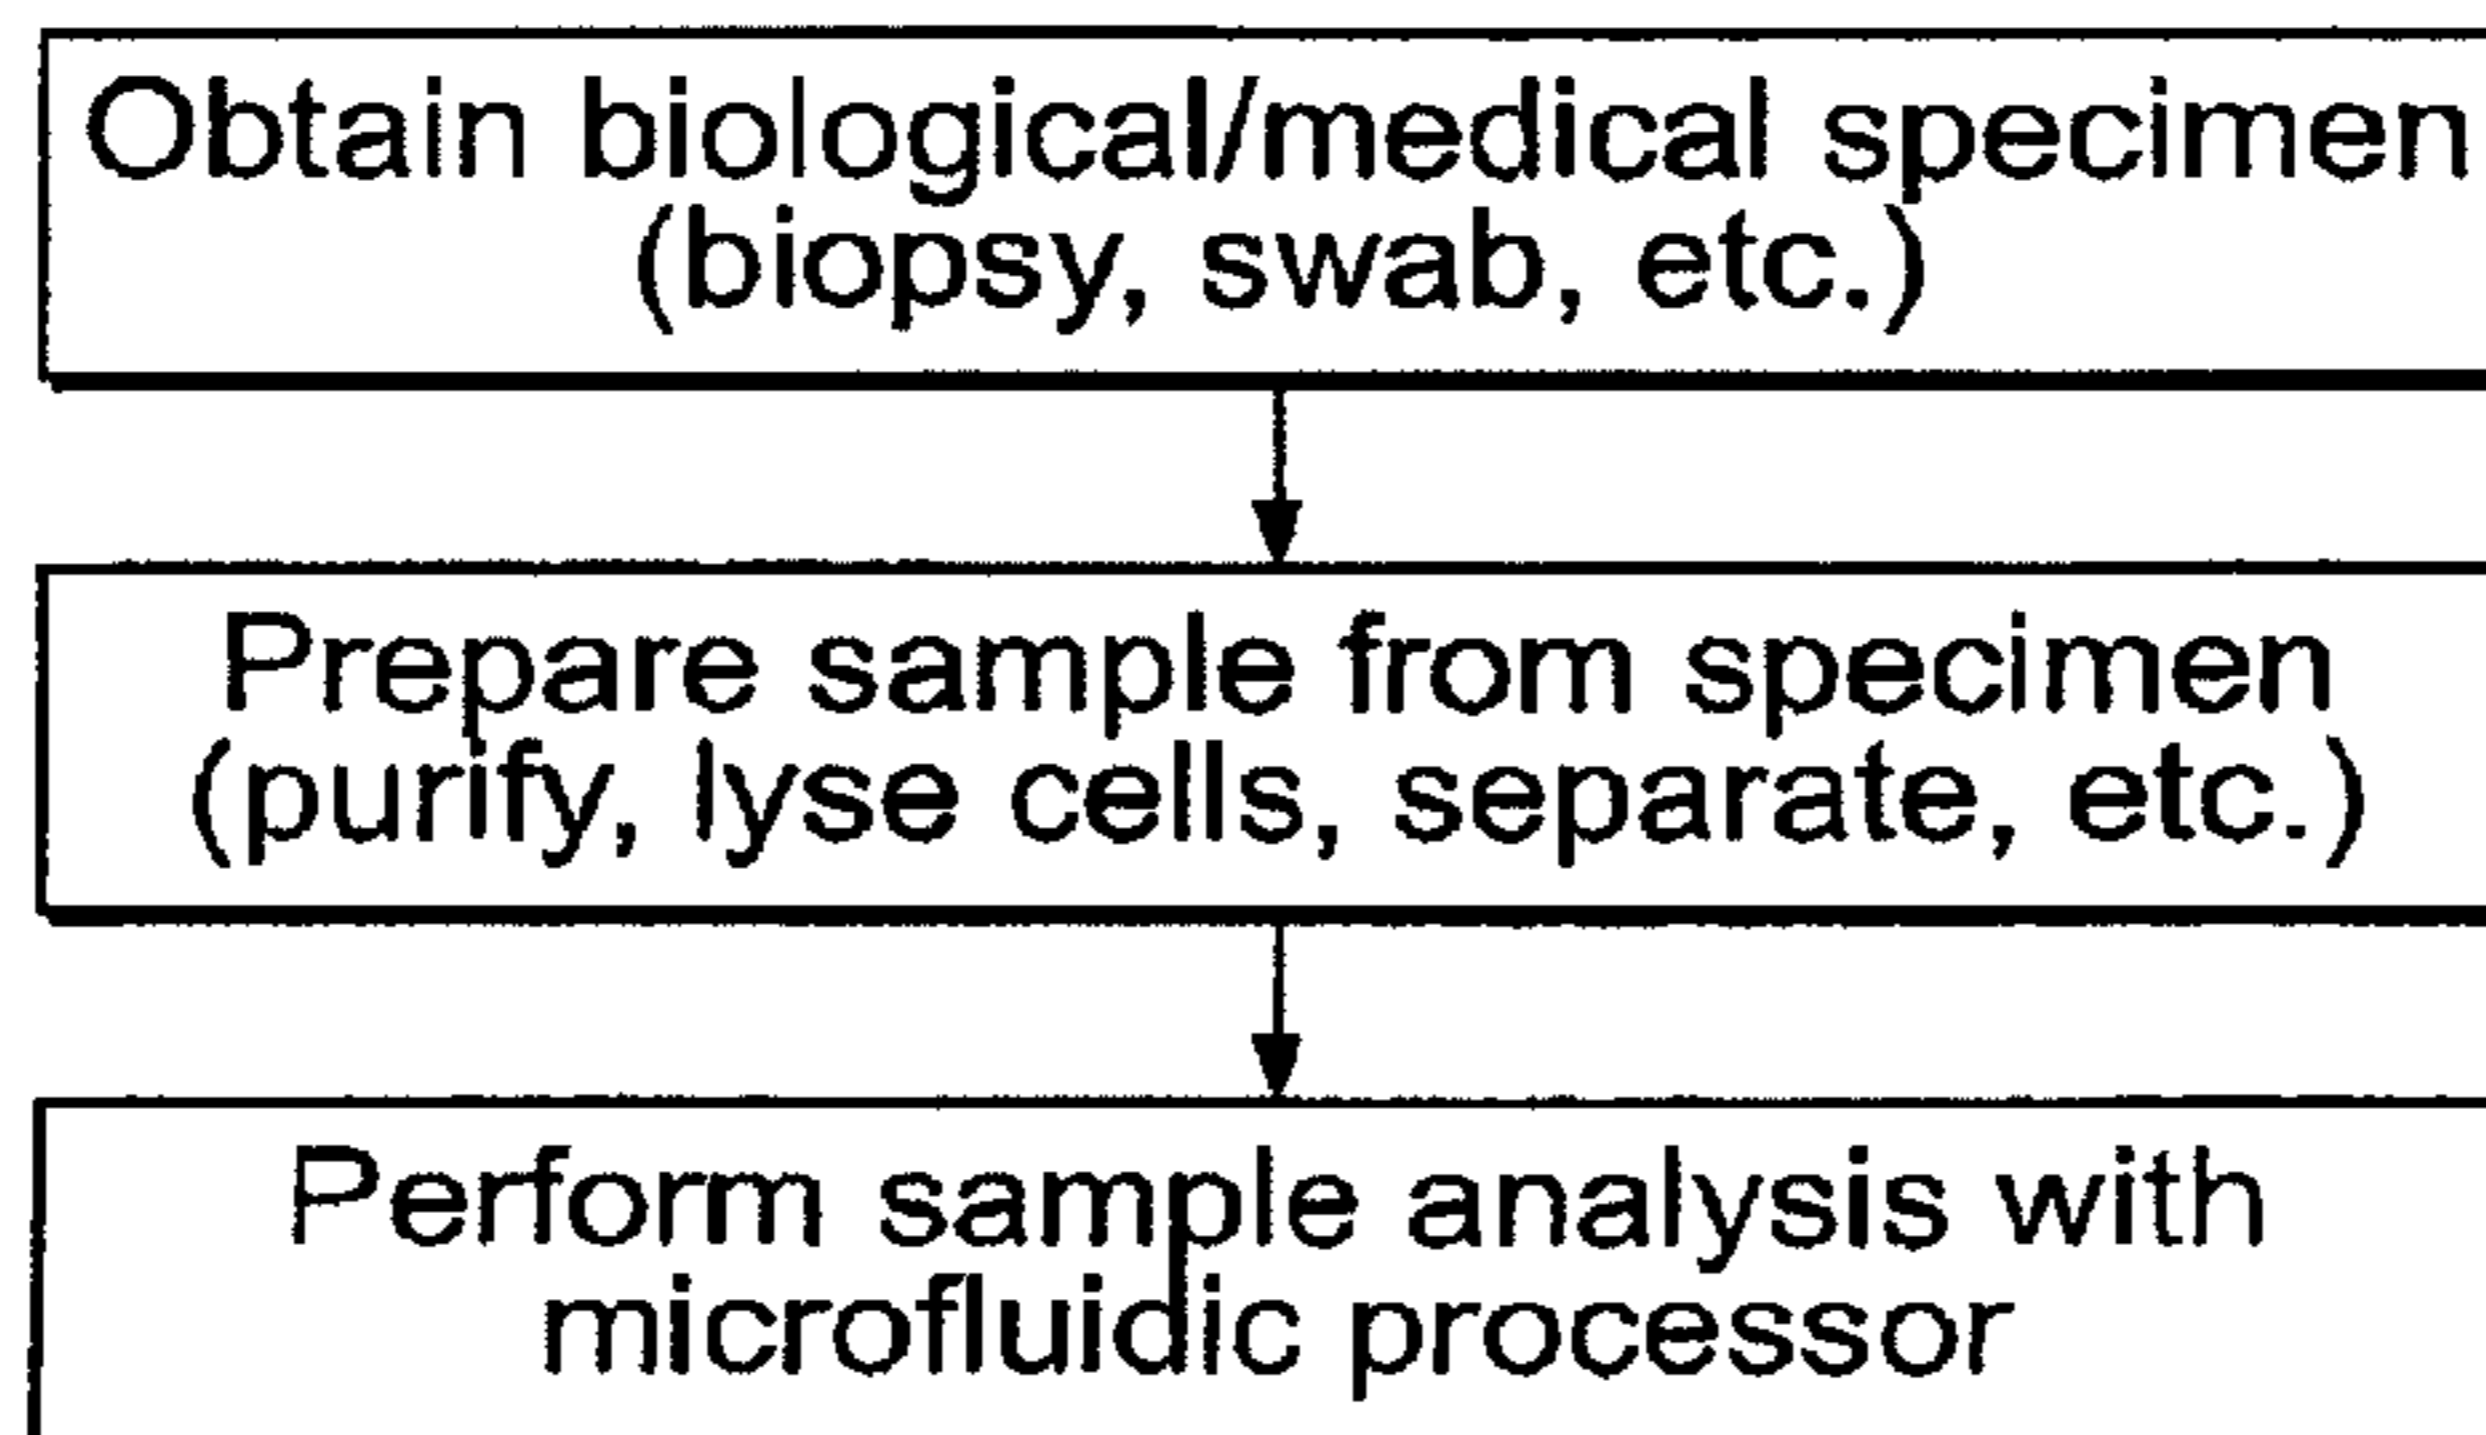 Obtain biological/medical specimen
(biopsy, swab, etc.)
Prepare sample from specimen
(purify, lyse cells, separate, etc.)
Perform sample analysis with
microfluidic processor